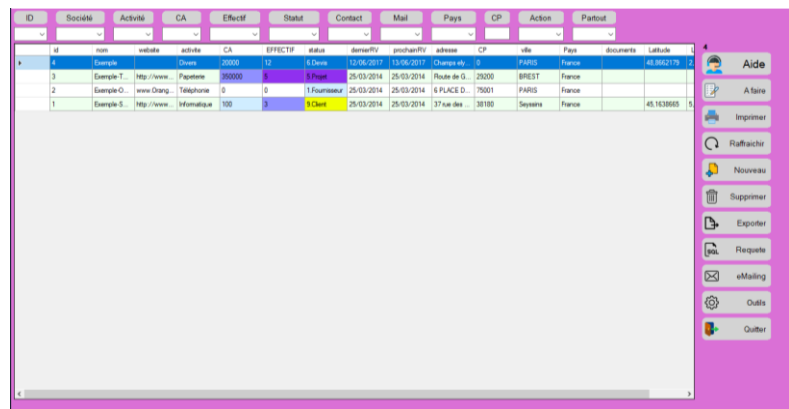 ID Société Activité CA Effectif Statut Contact Mail Pays CP Action Partout
id nom website activite CA EFFECTIF status dernierRV prochainRV adresse CP ville Pays documents Latitude L
4 Exemple Divers 20000 12 6.Devis 12/06/2017 13/06/2017 Champs ely... 0 PARIS France 48,8662179 2,
3 Exemple-T... http://www... Papeterie 350000 5 5.Projet 25/03/2014 25/03/2014 Route de G... 29200 BREST France
2 Exemple-O... www.Orang... Téléphonie 0 0 1.Fournisseur 25/03/2014 25/03/2014 6 PLACE D... 75001 PARIS France
1 Exemple-S... http://www... Informatique 100 3 9.Client 25/03/2014 25/03/2014 37 rue des ... 38180 Seyssins France 45,1638665 5,
4
Aide
A faire
Imprimer
Raffraichir
Nouveau
Supprimer
Exporter
SQL Requete
eMailing
Outils
Quitter